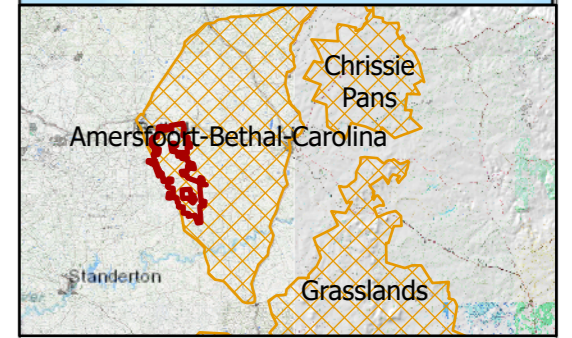 Chrissie
Pans
Amersfoort-Bethal-Carolina
Standerton
Grasslands